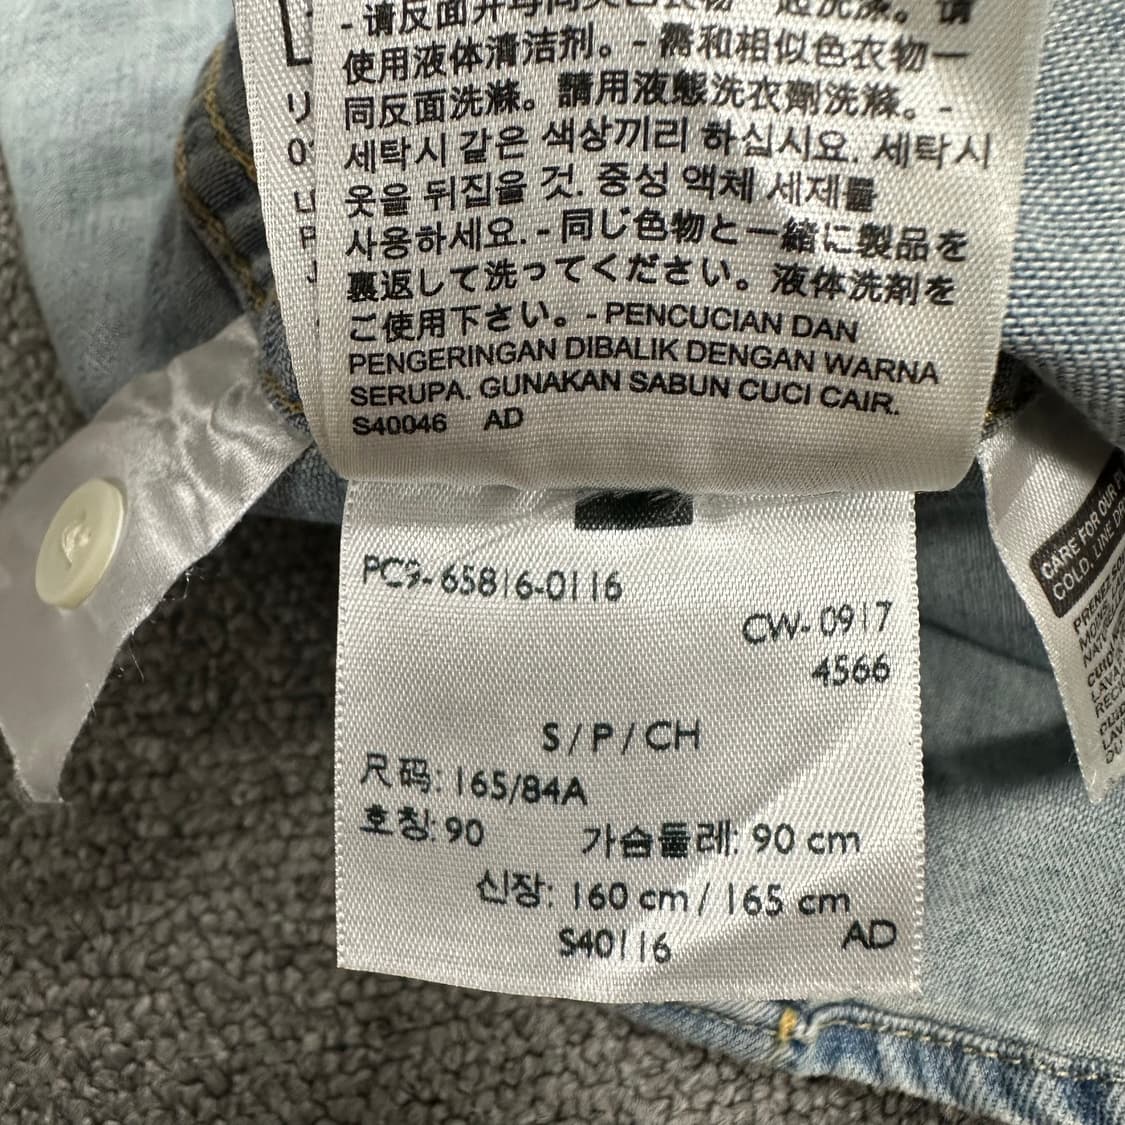 使用液体清洁剂。- 需和相似色衣物一
同反面洗滌。請用液態洗衣劑洗滌。-
세탁시 같은 색상끼리 하십시요. 세탁시
옷을 뒤집을 것. 중성 액체 세제를
사용하세요. - 同じ色物と一緒に製品を
裏返して洗ってください。液体洗剤を
ご使用下さい。- PENCUCIAN DAN
PENGERINGAN DIBALIK DENGAN WARNA
SERUPA. GUNAKAN SABUN CUCI CAIR.
S40046 AD
PC9-65816-0116
CW-0917
4566
S / P / CH
尺码: 165/84A
호칭: 90 가슴둘레: 90 cm
신장: 160 cm / 165 cm
S40116 AD
CARE FOR OUR
COLD. LINE